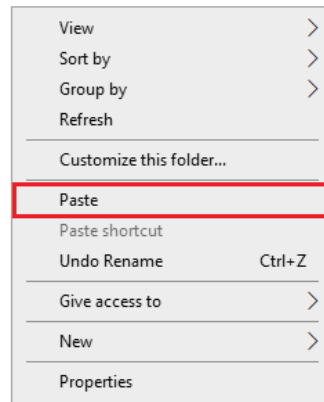 View
Sort by
Group by
Refresh
Customize this folder...
Paste
Paste shortcut
Undo Rename Ctrl+Z
Give access to
New
Properties